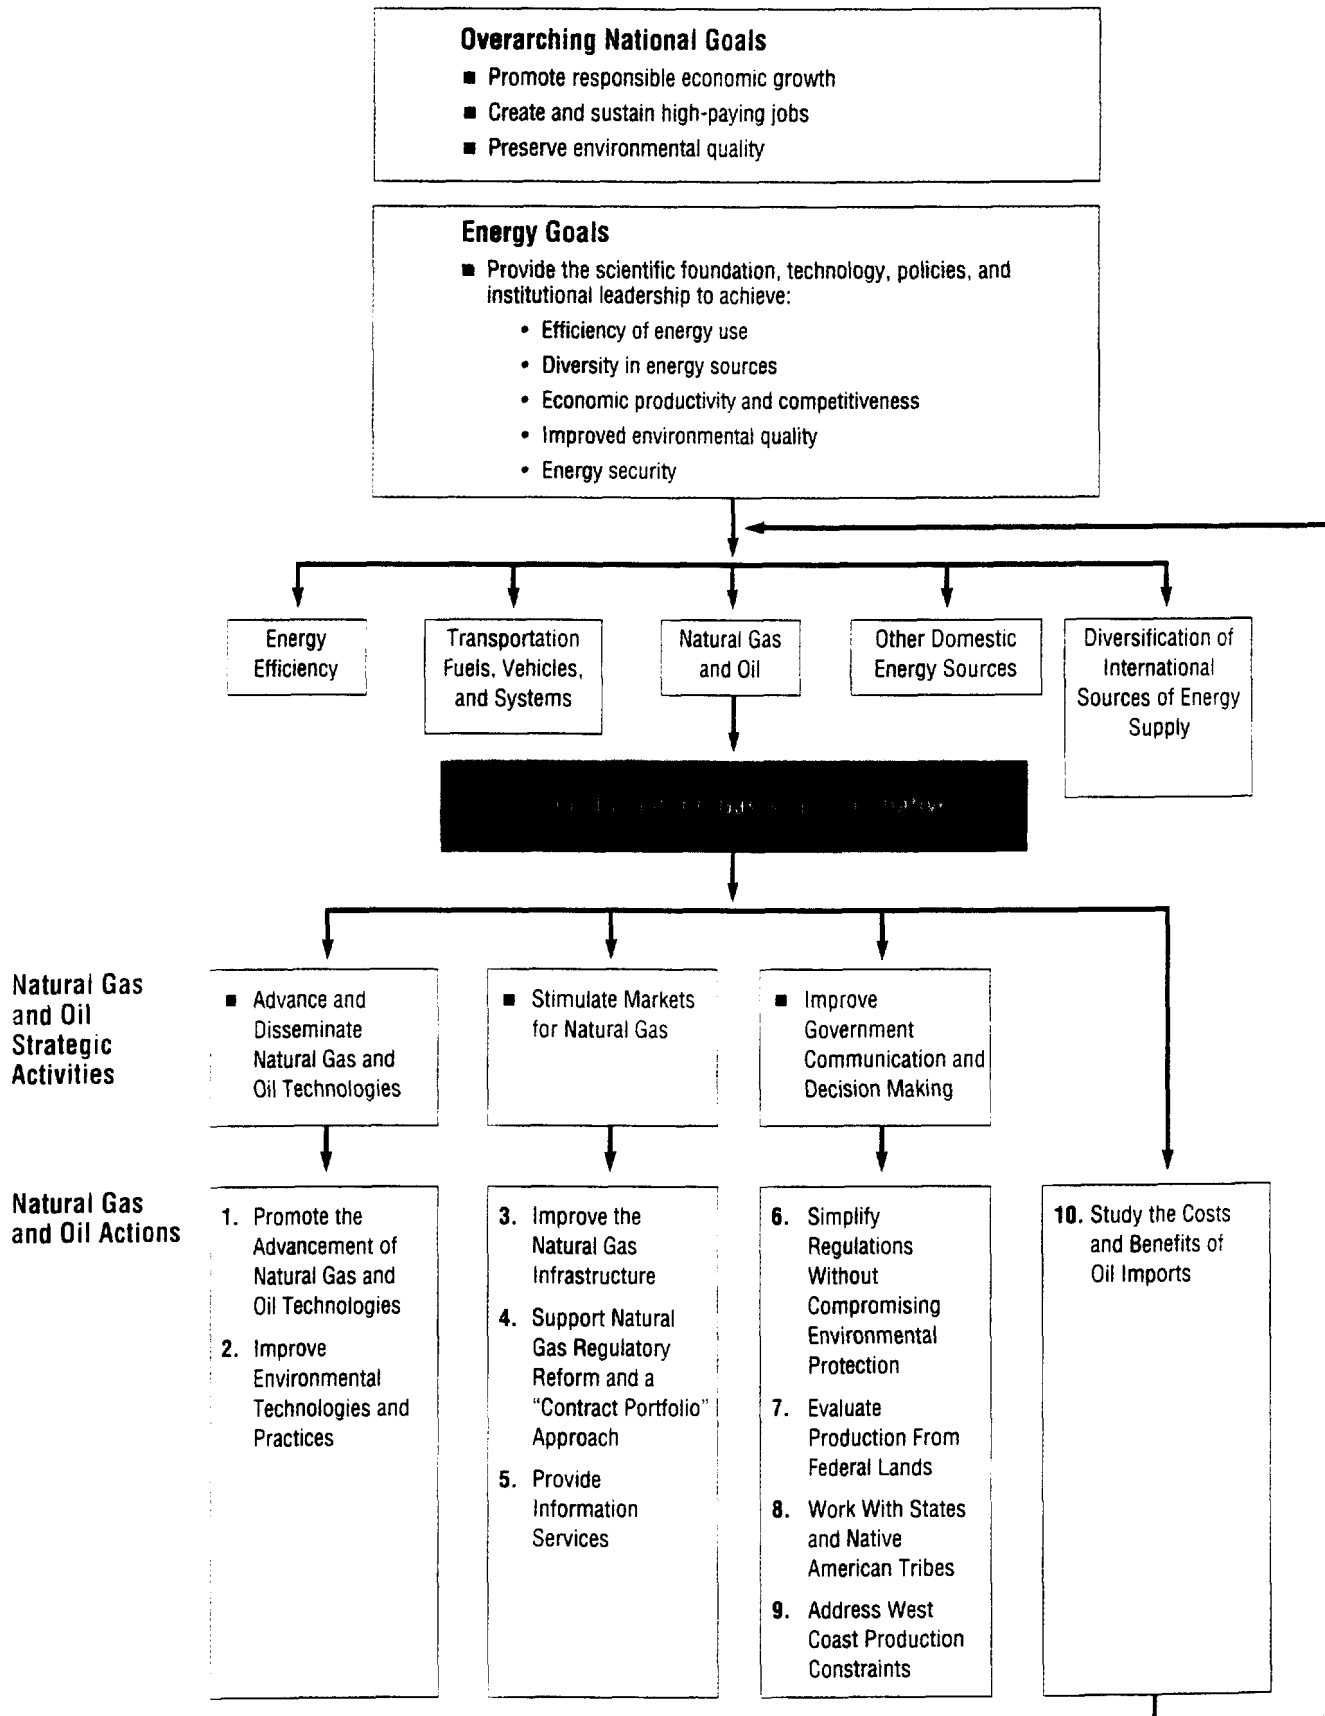 Overarching National Goals
■ Promote responsible economic growth
■ Create and sustain high-paying jobs
■ Preserve environmental quality
Energy Goals
■ Provide the scientific foundation, technology, policies, and
institutional leadership to achieve:
• Efficiency of energy use
• Diversity in energy sources
• Economic productivity and competitiveness
• Improved environmental quality
• Energy security
Energy
Efficiency
Transportation
Fuels, Vehicles,
and Systems
Natural Gas
and Oil
Other Domestic
Energy Sources
Diversification of
International
Sources of Energy
Supply
Gas
Natural Gas
and Oil
Strategic
Activities
■ Advance and
Disseminate
Natural Gas and
Oil Technologies
■ Stimulate Markets
for Natural Gas
■ Improve
Government
Communication and
Decision Making
Natural Gas
and Oil Actions
1. Promote the
Advancement of
Natural Gas and
Oil Technologies
2. Improve
Environmental
Technologies and
Practices
3. Improve the
Natural Gas
Infrastructure
4. Support Natural
Gas Regulatory
Reform and a
“Contract Portfolio”
Approach
5. Provide
Information
Services
6. Simplify
Regulations
Without
Compromising
Environmental
Protection
7. Evaluate
Production From
Federal Lands
8. Work With States
and Native
American Tribes
9. Address West
Coast Production
Constraints
10. Study the Costs
and Benefits of
Oil Imports